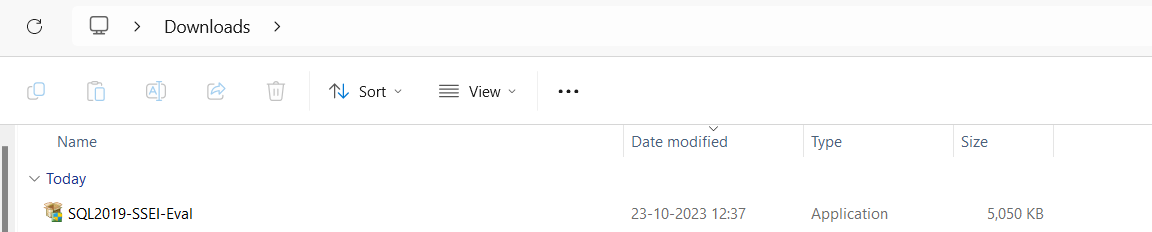 Downloads
Sort View
Name Date modified Type Size
Today
SQL2019-SSEI-Eval 23-10-2023 12:37 Application 5,050 KB